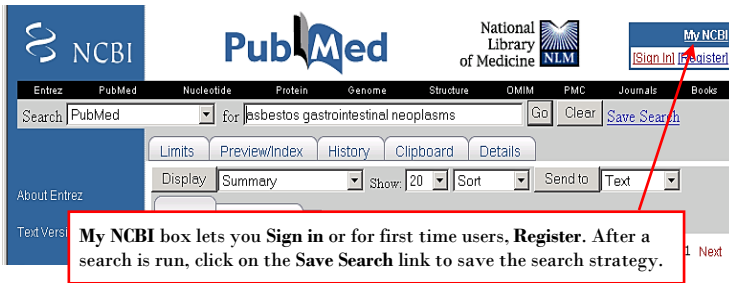 NCBI
PubMed
National
Library
of Medicine NLM
My NCBI
[Sign In] [Register]
Entrez PubMed Nucleotide Protein Genome Structure OMIM PMC Journals Books
Search PubMed for asbestos gastrointestinal neoplasms Go Clear Save Search
Limits Preview/Index History Clipboard Details
Display Summary Show: 20 Sort Send to Text
About Entrez
Text Versi
My NCBI box lets you Sign in or for first time users, Register. After a
search is run, click on the Save Search link to save the search strategy.
1 Next